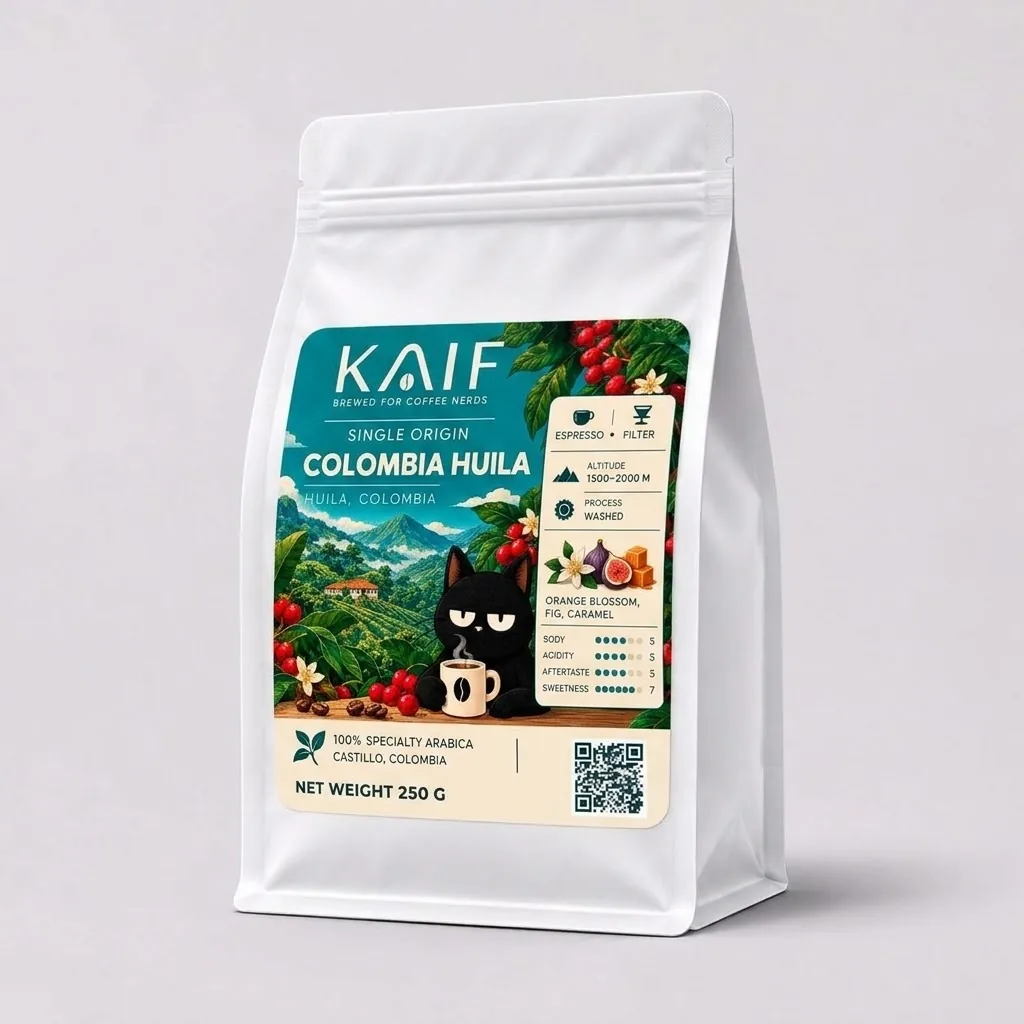 KAIF
BREWED FOR COFFEE NERDS
SINGLE ORIGIN
COLOMBIA HUILA
HUILA, COLOMBIA
ESPRESSO • FILTER
ALTITUDE
1500–2000 M
PROCESS
WASHED
ORANGE BLOSSOM,
FIG, CARAMEL
SODY 5
ACIDITY 5
AFTERTASTE 5
SWEETNESS 7
100% SPECIALTY ARABICA
CASTILLO, COLOMBIA
NET WEIGHT 250 G